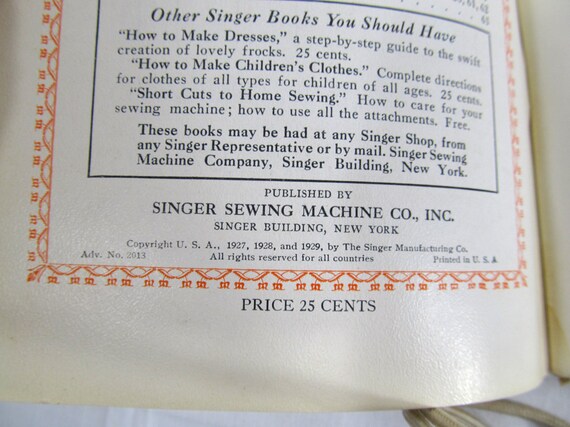 , 61, 62
. . . . . . . 65
Other Singer Books You Should Have
"How to Make Dresses," a step-by-step guide to the swift
creation of lovely frocks. 25 cents.
"How to Make Children's Clothes." Complete directions
for clothes of all types for children of all ages. 25 cents.
"Short Cuts to Home Sewing." How to care for your
sewing machine; how to use all the attachments. Free.
These books may be had at any Singer Shop, from
any Singer Representative or by mail. Singer Sewing
Machine Company, Singer Building, New York.
PUBLISHED BY
SINGER SEWING MACHINE CO., INC.
SINGER BUILDING, NEW YORK
Copyright U. S. A., 1927, 1928, and 1929, by The Singer Manufacturing Co.
Adv. No. 2013 All rights reserved for all countries Printed in U. S. A
PRICE 25 CENTS